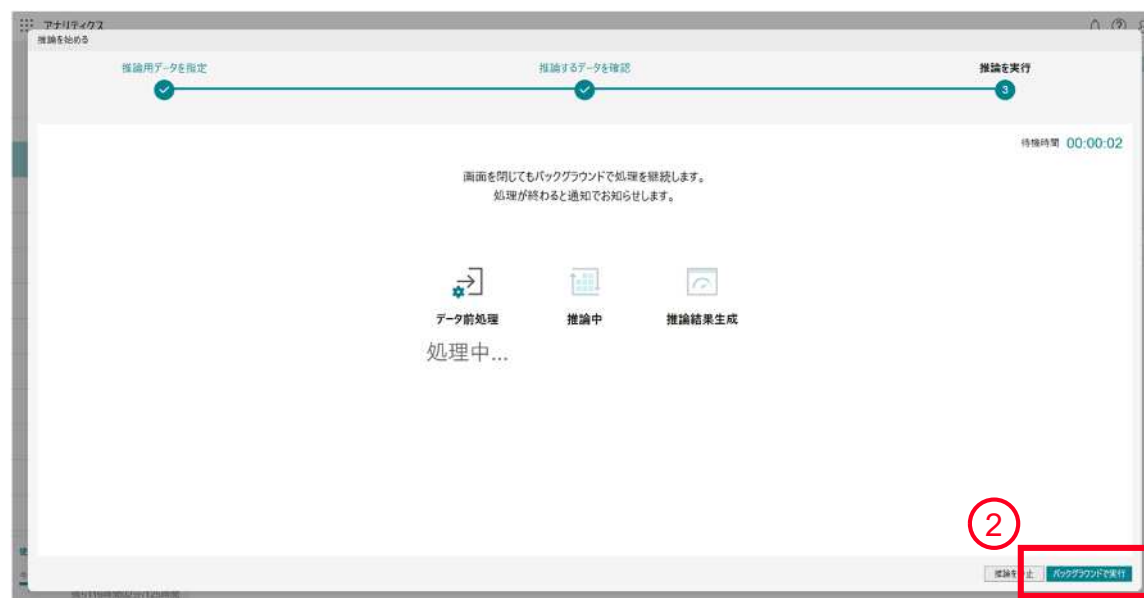 アナリティクス
推論を始める
推論用データを指定
推論するデータを確認
推論を実行
3
待機時間 00:00:02
画面を閉じてもバックグラウンドで処理を継続します。
処理が終わると通知でお知らせします。
データ前処理
推論中
推論結果生成
処理中...
2
バックグラウンドで実行